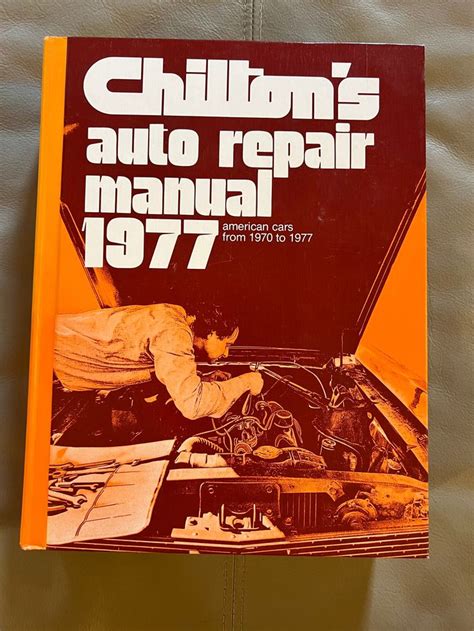 Chilton's
auto repair
manual
1977
american cars
from 1970 to 1977